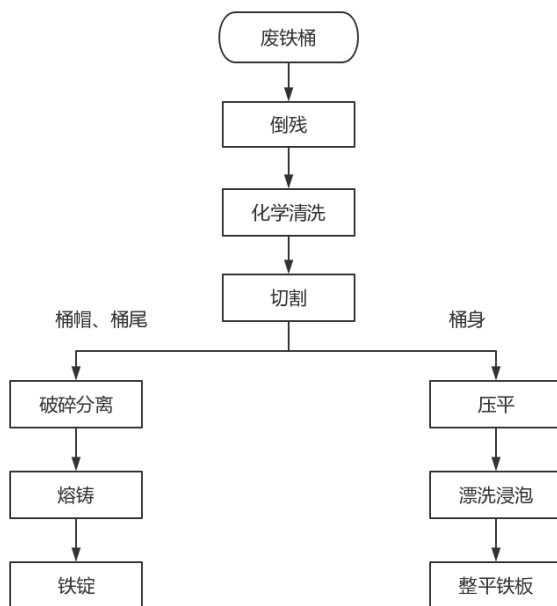 废铁桶
倒残
化学清洗
切割
桶帽、桶尾
桶身
破碎分离
压平
熔铸
漂洗浸泡
铁锭
整平铁板